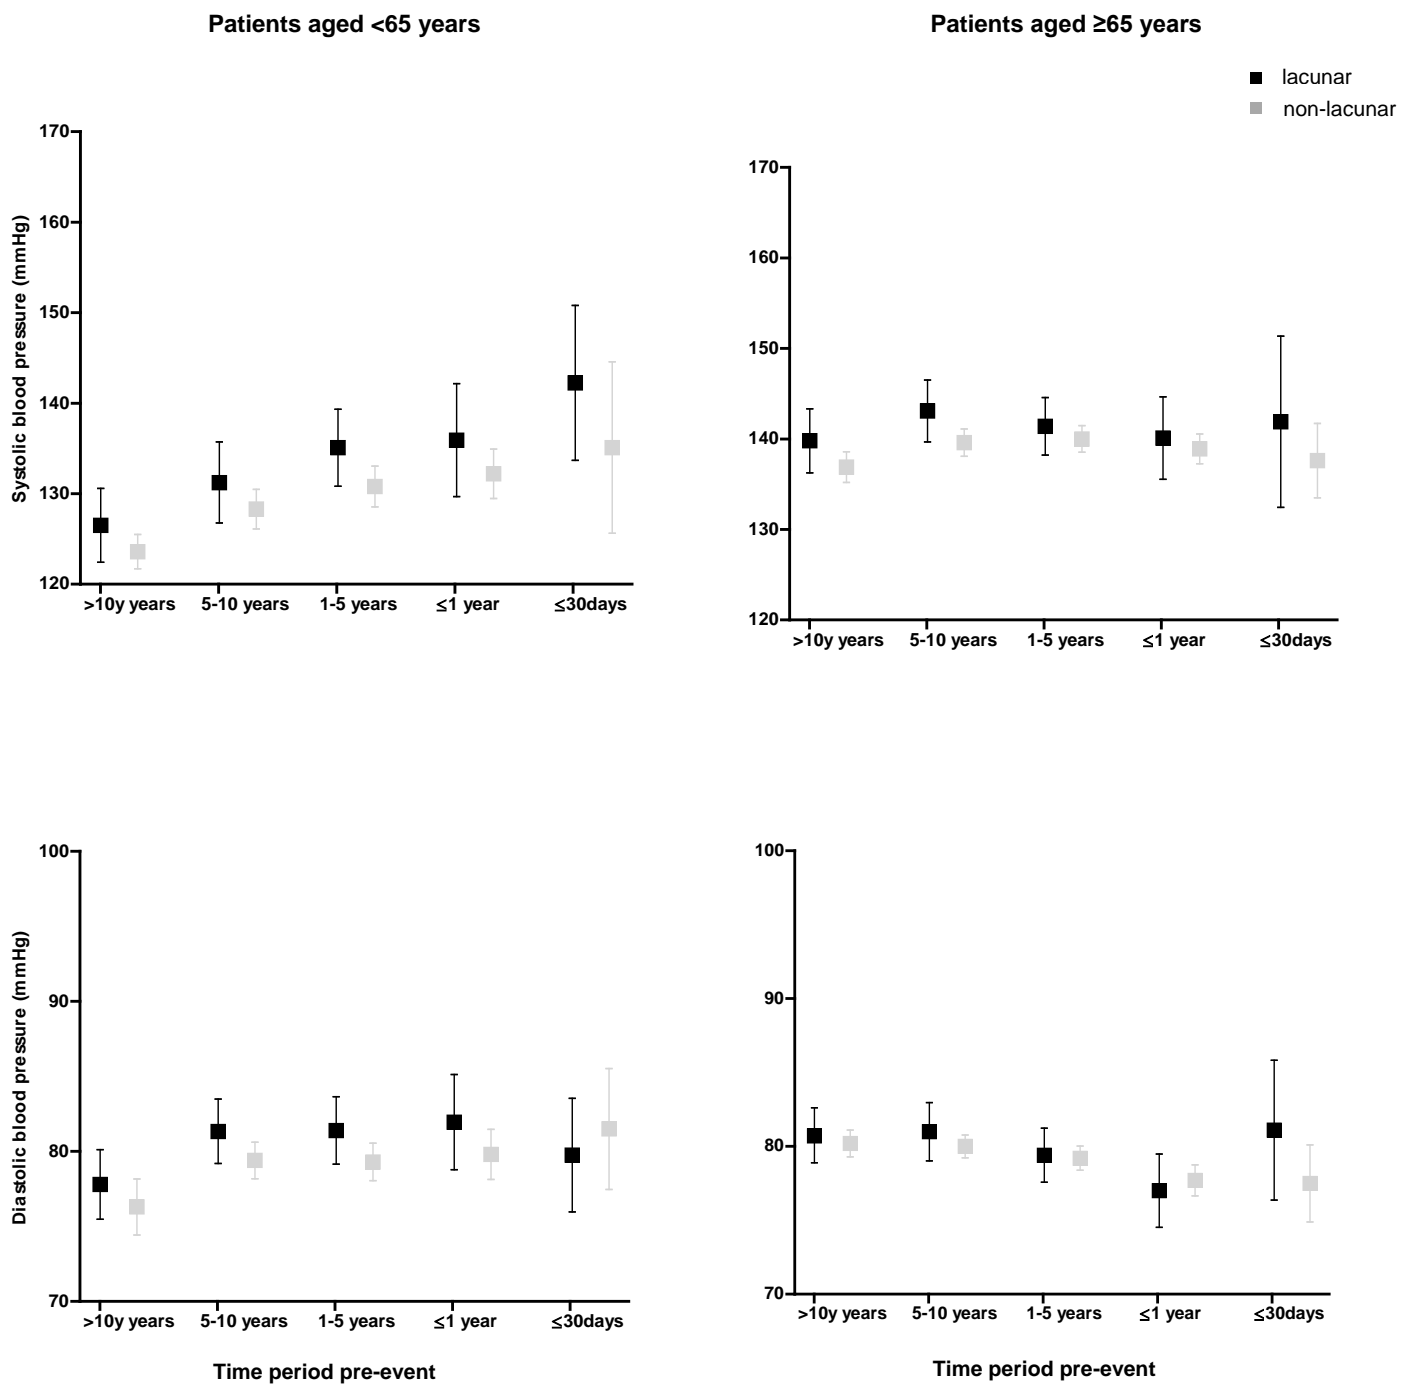 Patients aged <65 years
Patients aged ≥65 years
lacunar
non-lacunar
Systolic blood pressure (mmHg)
170
160
150
140
130
120
>10y years 5-10 years 1-5 years ≤1 year ≤30days
170
160
150
140
130
120
>10y years 5-10 years 1-5 years ≤1 year ≤30days
Diastolic blood pressure (mmHg)
100
90
80
70
>10y years 5-10 years 1-5 years ≤1 year ≤30days
Time period pre-event
100
90
80
70
>10y years 5-10 years 1-5 years ≤1 year ≤30days
Time period pre-event